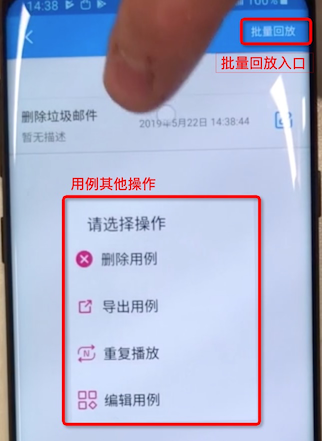 14:38
100%
批量回放
批量回放入口
删除垃圾邮件
2019年5月22日 14:38:44
暂无描述
用例其他操作
请选择操作
删除用例
导出用例
N
重复播放
编辑用例